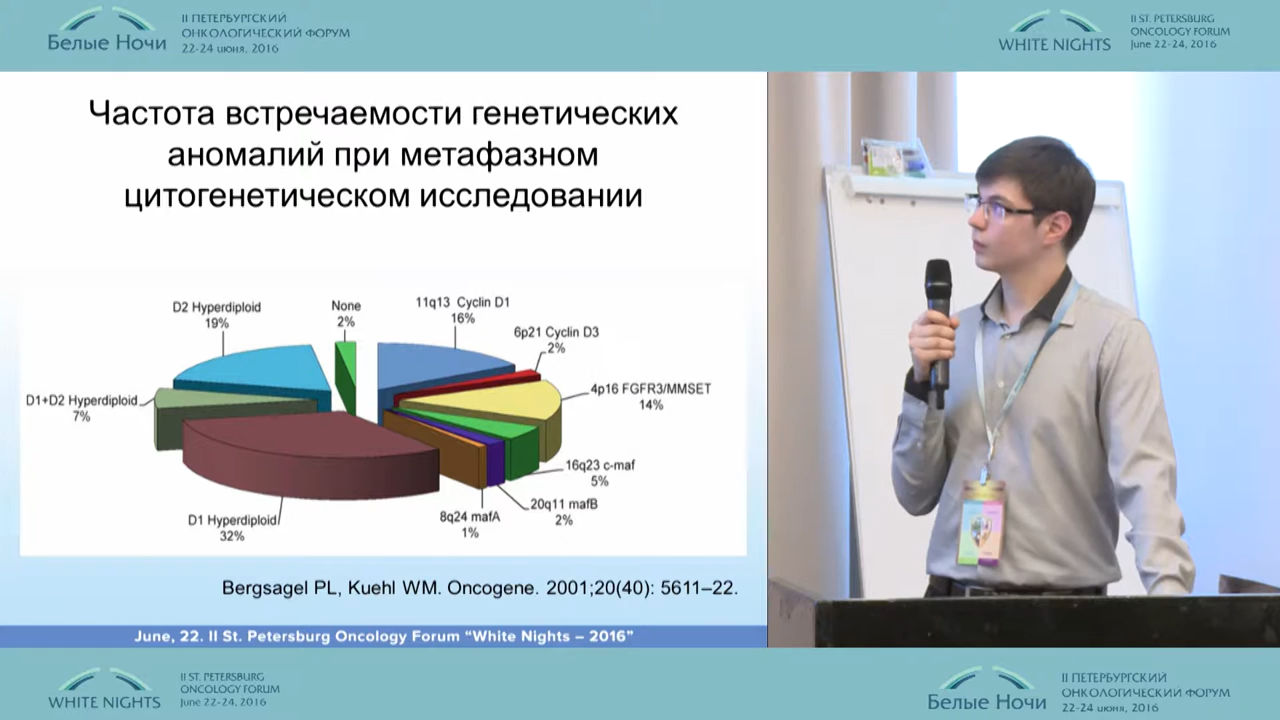 Белые Ночи
II ПЕТЕРБУРГСКИЙ
ОНКОЛОГИЧЕСКИЙ ФОРУМ
22-24 июня, 2016
WHITE NIGHTS
II ST. PETERSBURG
ONCOLOGY FORUM
June 22-24, 2016
Частота встречаемости генетических
аномалий при метафазном
цитогенетическом исследовании
D2 Hyperdiploid
19%
None
2%
11q13 Cyclin D1
16%
6p21 Cyclin D3
2%
4p16 FGFR3/MMSET
14%
16q23 c-maf
5%
20q11 mafB
2%
8q24 mafA
1%
D1 Hyperdiploid
32%
D1+D2 Hyperdiploid
7%
Bergsagel PL, Kuehl WM. Oncogene. 2001;20(40): 5611–22.
June, 22. II St. Petersburg Oncology Forum “White Nights – 2016”
WHITE NIGHTS
II ST. PETERSBURG
ONCOLOGY FORUM
June 22-24, 2016
Белые Ночи
II ПЕТЕРБУРГСКИЙ
ОНКОЛОГИЧЕСКИЙ ФОРУМ
22-24 июня, 2016